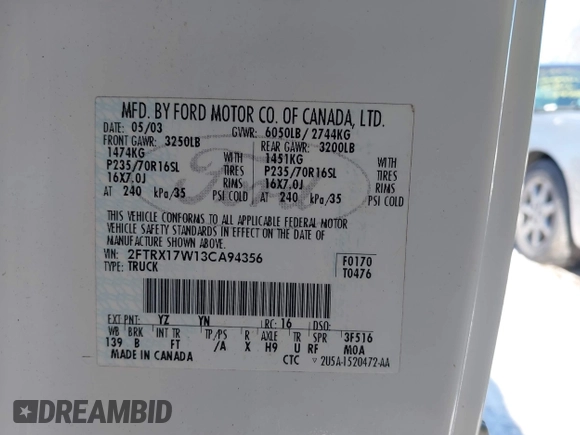 MFD. BY FORD MOTOR CO. OF CANADA, LTD.
DATE: 05/03 GVWR: 6050LB/ 2744KG
FRONT GAWR: 3250LB REAR GAWR: 3200LB
1474KG WITH 1451KG WITH
P235/70R16SL TIRES P235/70R16SL TIRES
16X7.0J RIMS 16X7.0J RIMS
AT 240 kPa/35 PSI COLD AT 240 kPa/35 PSI COLD
THIS VEHICLE CONFORMS TO ALL APPLICABLE FEDERAL MOTOR
VEHICLE SAFETY STANDARDS IN EFFECT ON THE DATE OF
MANUFACTURE SHOWN ABOVE.
VIN: 2FTRX17W13CA94356 F0170
TYPE: TRUCK T0476
EXT PNT: YZ YN RC: 16 DSO:
WB BRK INT TR TP/PS R AXLE TR SPR 3F516
139 B FT /A X H9 U RF MOA
MADE IN CANADA CTC ▽ 2USA-1520472-AA
Ford
DREAMBID